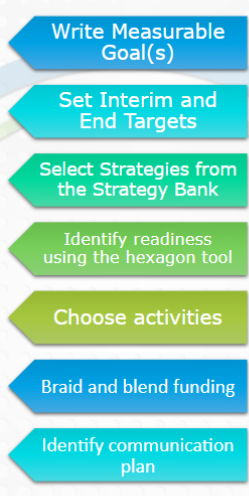 Write Measurable
Goal(s)
Set Interim and
End Targets
Select Strategies from
the Strategy Bank
Identify readiness
using the hexagon tool
Choose activities
Braid and blend funding
Identify communication
plan